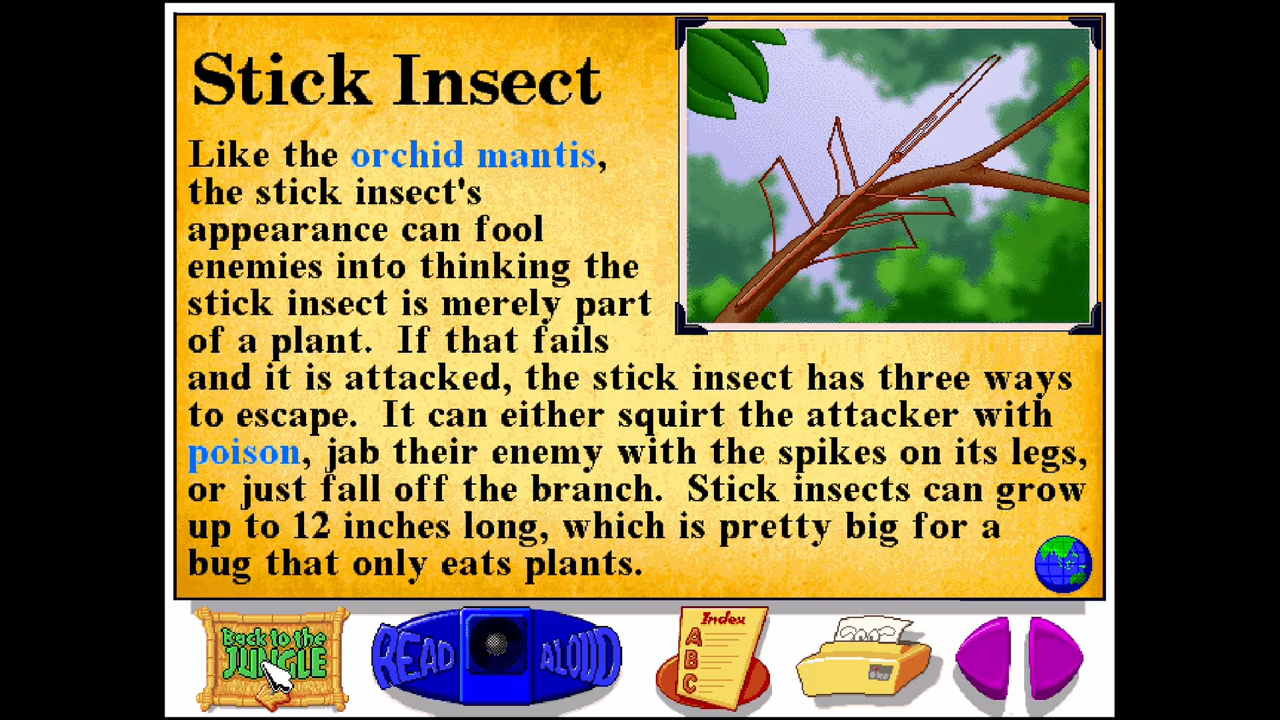 Stick Insect
Like the orchid mantis,
the stick insect's
appearance can fool
enemies into thinking the
stick insect is merely part
of a plant.  If that fails
and it is attacked, the stick insect has three ways
to escape.  It can either squirt the attacker with
poison, jab their enemy with the spikes on its legs,
or just fall off the branch.  Stick insects can grow
up to 12 inches long, which is pretty big for a
bug that only eats plants.
Back to the
JUNGLE
READ ALOUD
Index
A
B
C